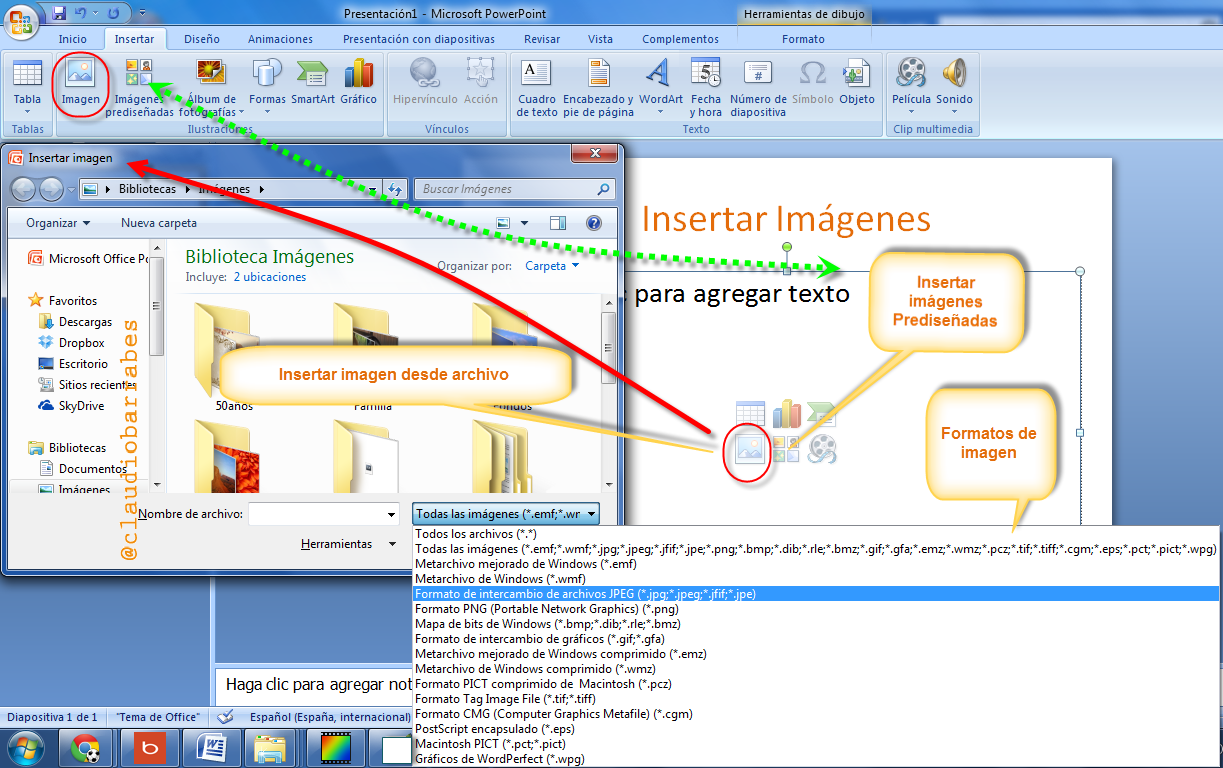 Presentación1 - Microsoft PowerPoint
Herramientas de dibujo
Inicio Insertar Diseño Animaciones Presentación con diapositivas Revisar Vista Complementos Formato
Tabla
Imagen
Imágenes
prediseñadas
Álbum de
fotografías
Formas
SmartArt
Gráfico
Hipervínculo
Acción
Cuadro
de texto
Encabezado y
pie de página
WordArt
Fecha
y hora
Número de
diapositiva
Símbolo
Objeto
Película
Sonido
Tablas Ilustraciones Vínculos Texto Clip multimedia
Insertar imagen
Bibliotecas Imágenes
Buscar Imágenes
Organizar Nueva carpeta
Microsoft Office Po
Favoritos
Descargas
Dropbox
Escritorio
Sitios recientes
SkyDrive
Bibliotecas
Documentos
Imágenes
Biblioteca Imágenes
Incluye: 2 ubicaciones
Organizar por: Carpeta
50anos
Familia
Insertar imagen desde archivo
@claudiobarrabes
Nombre de archivo:
Todas las imágenes (*.emf;*.wr
Herramientas
Insertar Imágenes
c para agregar texto
Insertar
imágenes
Prediseñadas
Formatos de
imagen
Todos los archivos (*.*)
Todas las imágenes (*.emf;*.wmf;*.jpg;*.jpeg;*.jfif;*.jpe;*.png;*.bmp;*.dib;*.rle;*.bmz;*.gif;*.gfa;*.emz;*.wmz;*.pcz;*.tif;*.tiff;*.cgm;*.eps;*.pct;*.pict;*.wpg)
Metarchivo mejorado de Windows (*.emf)
Metarchivo de Windows (*.wmf)
Formato de intercambio de archivos JPEG (*.jpg;*.jpeg;*.jfif;*.jpe)
Formato PNG (Portable Network Graphics) (*.png)
Mapa de bits de Windows (*.bmp;*.dib;*.rle;*.bmz)
Formato de intercambio de gráficos (*.gif;*.gfa)
Metarchivo mejorado de Windows comprimido (*.emz)
Metarchivo de Windows comprimido (*.wmz)
Formato PICT comprimido de Macintosh (*.pcz)
Formato Tag Image File (*.tif;*.tiff)
Formato CMG (Computer Graphics Metafile) (*.cgm)
PostScript encapsulado (*.eps)
Macintosh PICT (*.pct;*.pict)
Gráficos de WordPerfect (*.wpg)
Haga clic para agregar not
Diapositiva 1 de 1 "Tema de Office" Español (España, internacional)